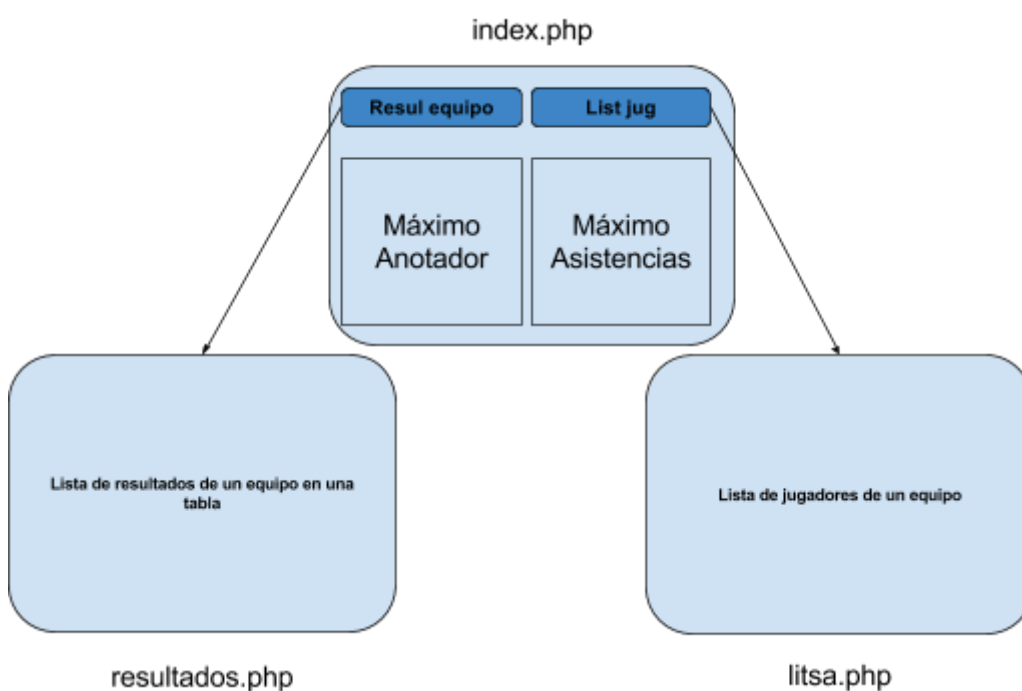 index.php
Resul equipo
List jug
Máximo
Anotador
Máximo
Asistencias
Lista de resultados de un equipo en una
tabla
Lista de jugadores de un equipo
resultados.php
litsa.php